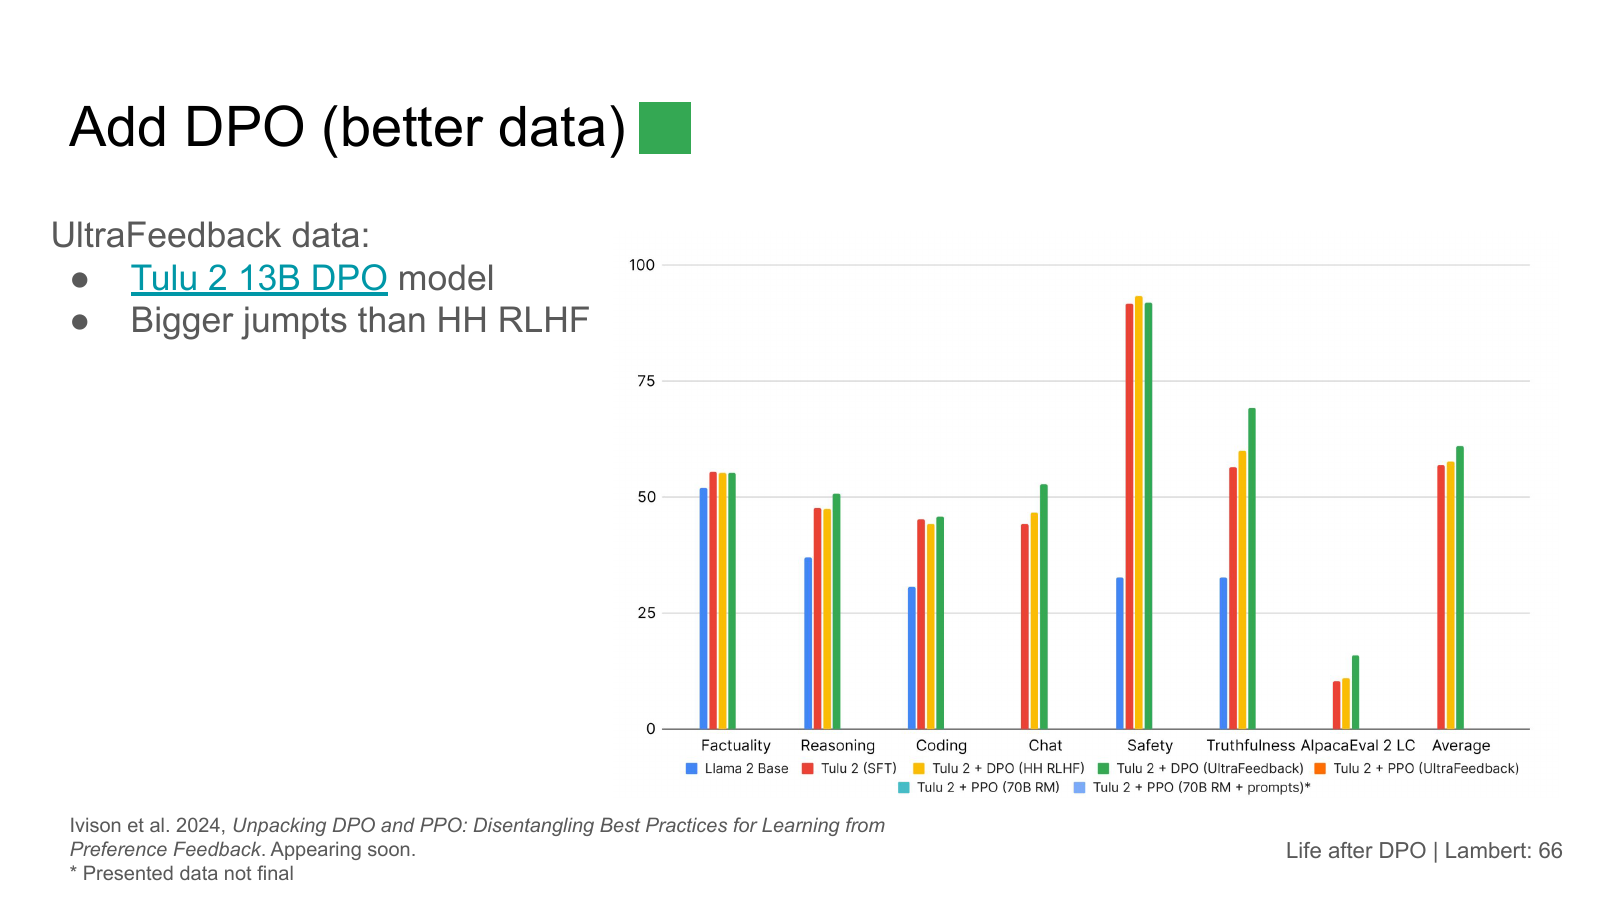 Add DPO (better data)
UltraFeedback data:
● Tulu 2 13B DPO model
● Bigger jumpts than HH RLHF
100
75
50
25
0
Factuality Reasoning Coding Chat Safety Truthfulness AlpacaEval 2 LC Average
Llama 2 Base Tulu 2 (SFT) Tulu 2 + DPO (HH RLHF) Tulu 2 + DPO (UltraFeedback) Tulu 2 + PPO (UltraFeedback)
Tulu 2 + PPO (70B RM) Tulu 2 + PPO (70B RM + prompts)*
Ivison et al. 2024, Unpacking DPO and PPO: Disentangling Best Practices for Learning from
Preference Feedback. Appearing soon.
* Presented data not final
Life after DPO | Lambert: 66